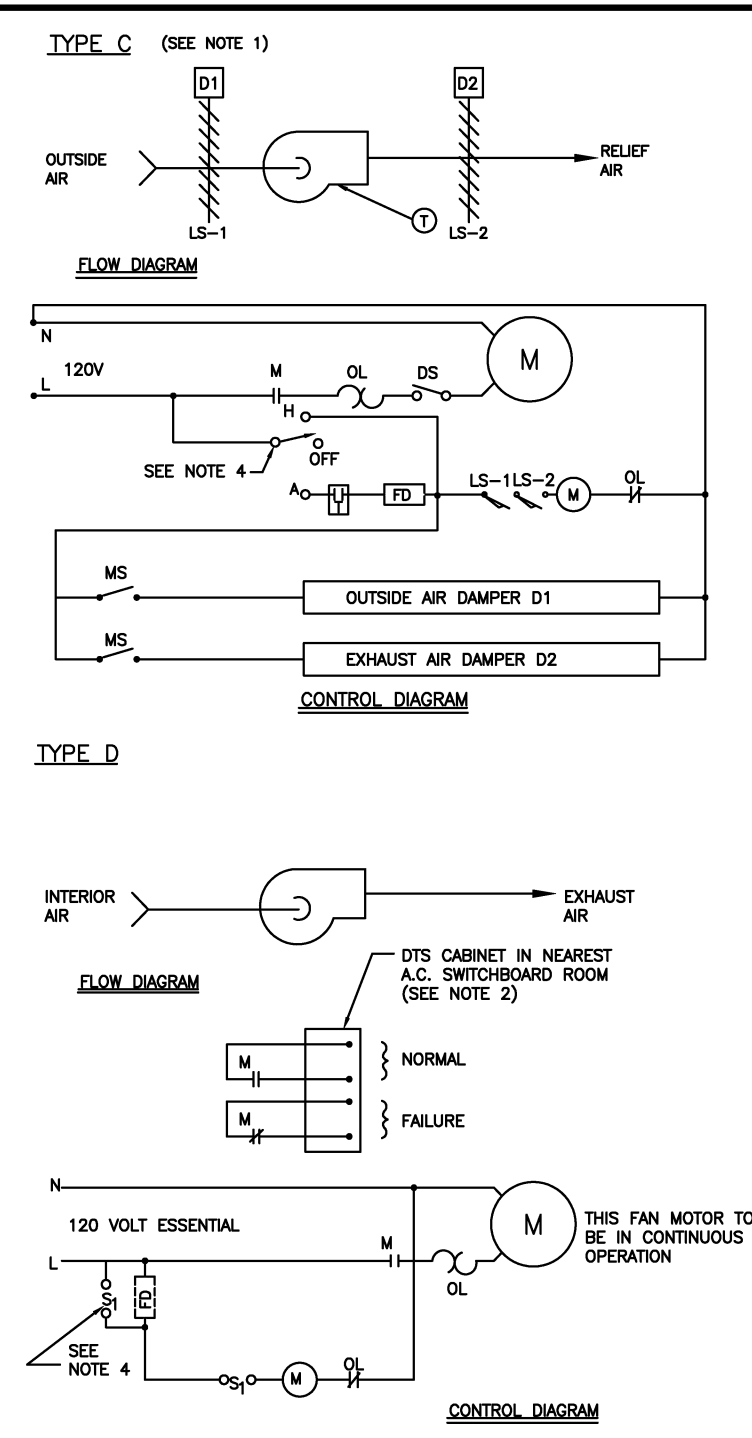 TYPE C (SEE NOTE 1)
D1
D2
OUTSIDE
AIR
RELIEF
AIR
T
LS-1
LS-2
FLOW DIAGRAM
N
M
120V
L
M
OL
DS
H
OFF
SEE NOTE 4
A
FD
LS-1
LS-2
M
OL
MS
OUTSIDE AIR DAMPER D1
MS
EXHAUST AIR DAMPER D2
CONTROL DIAGRAM
TYPE D
INTERIOR
AIR
EXHAUST
AIR
FLOW DIAGRAM
DTS CABINET IN NEAREST
A.C. SWITCHBOARD ROOM
(SEE NOTE 2)
M
NORMAL
M
FAILURE
N
120 VOLT ESSENTIAL
M
THIS FAN MOTOR TO
BE IN CONTINUOUS
OPERATION
L
M
OL
S1
FD
SEE
NOTE 4
S1
M
OL
CONTROL DIAGRAM